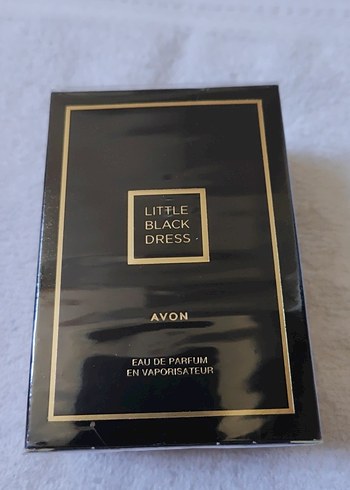 LITTLE
BLACK
DRESS
AVON
EAU DE PARFUM
EN VAPORISATEUR